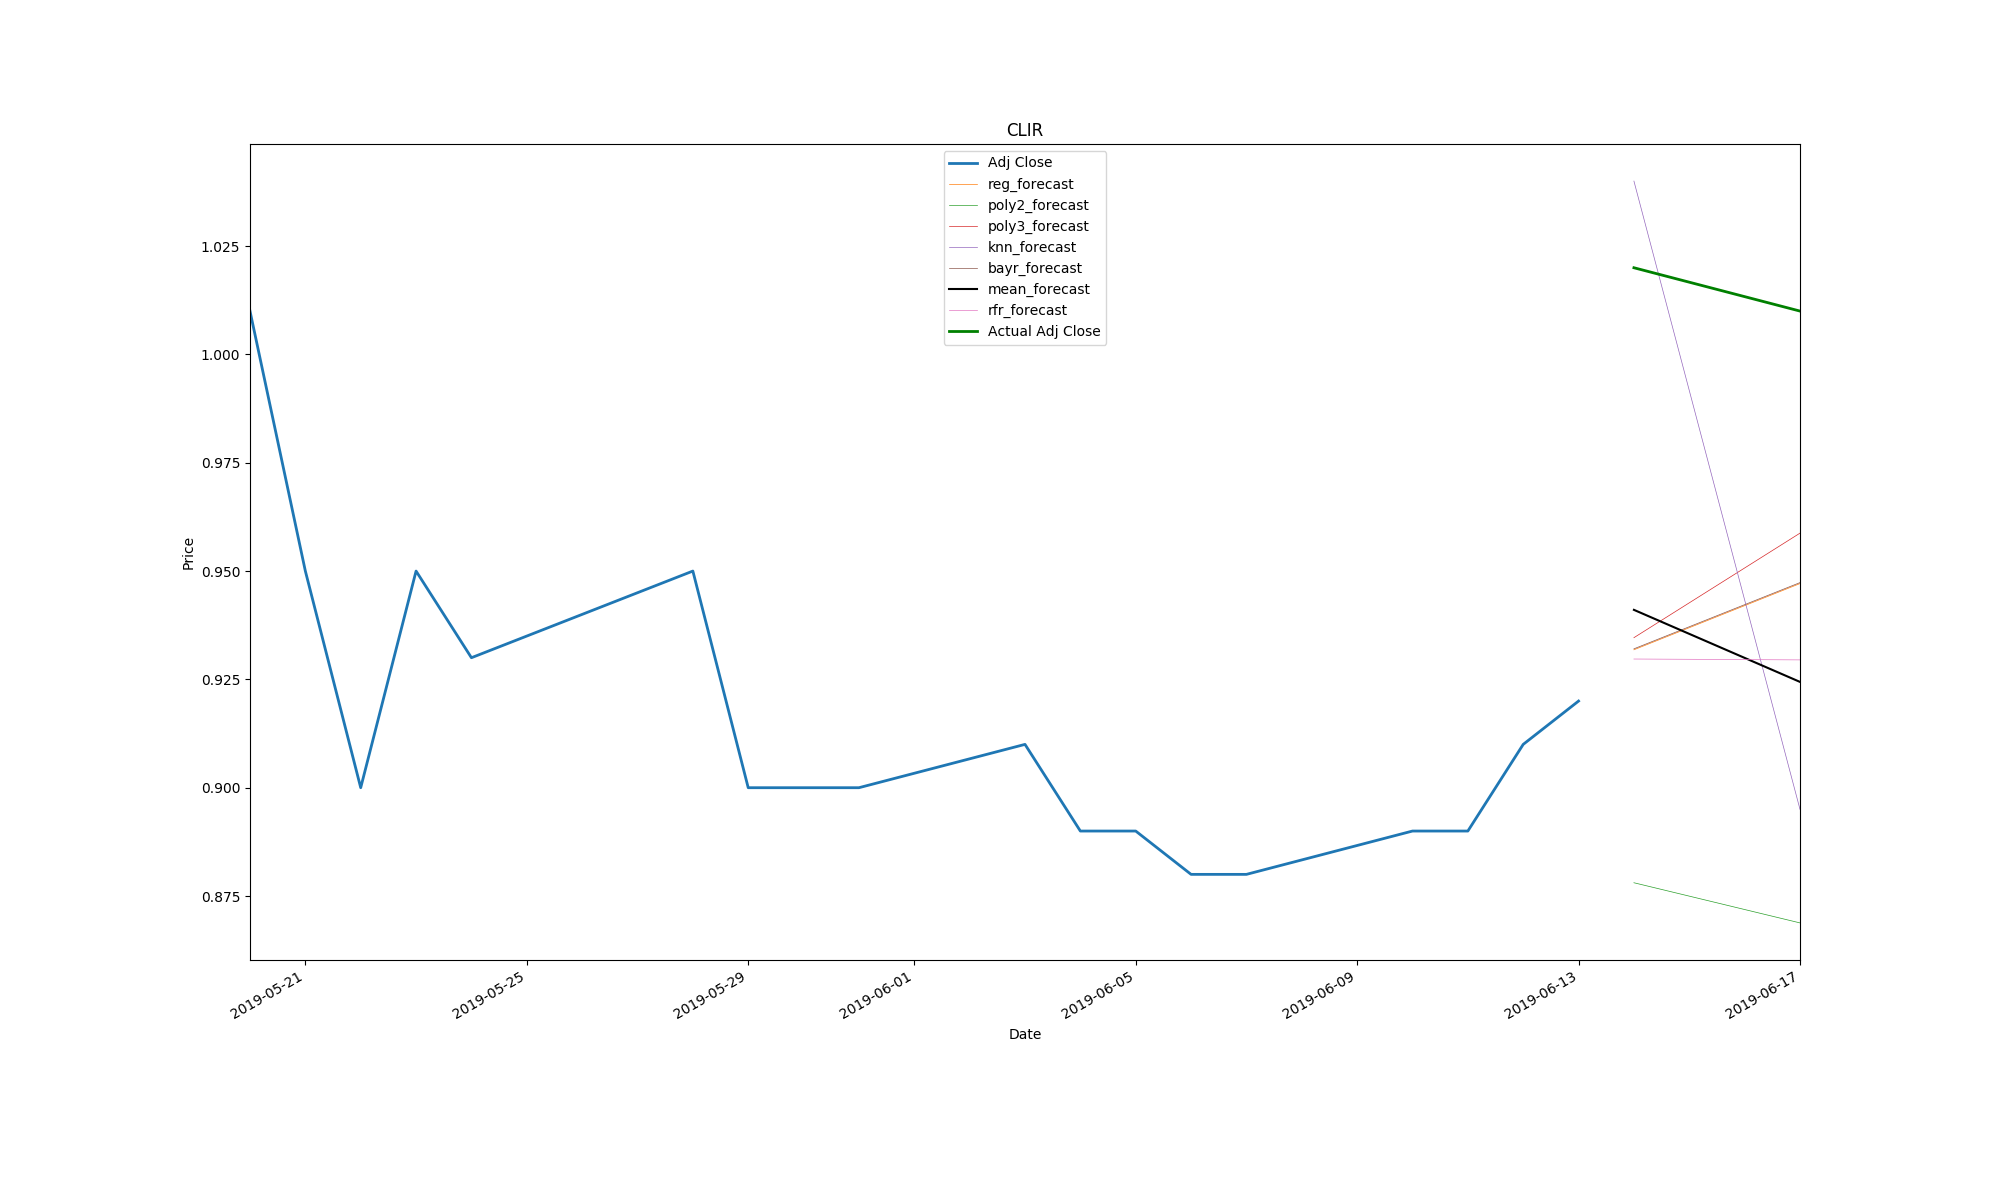 CLIR
Adj Close
reg_forecast
poly2_forecast
poly3_forecast
knn_forecast
bayr_forecast
mean_forecast
rfr_forecast
Actual Adj Close
1.025
1.000
0.975
0.950
0.925
0.900
0.875
Price
2019-05-21
2019-05-25
2019-05-29
2019-06-01
2019-06-05
2019-06-09
2019-06-13
2019-06-17
Date